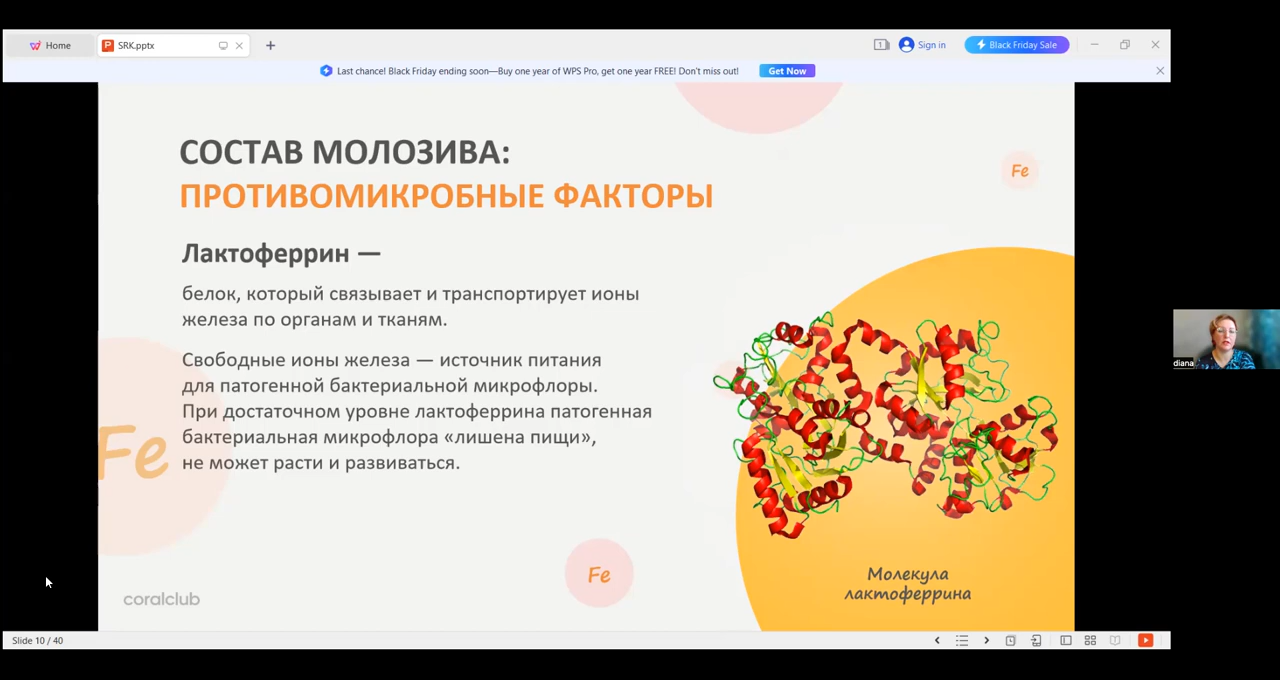 Home
SRK.pptx
Sign in
Black Friday Sale
Last chance! Black Friday ending soon—Buy one year of WPS Pro, get one year FREE! Don't miss out!
Get Now
СОСТАВ МОЛОЗИВА:
ПРОТИВОМИКРОБНЫЕ ФАКТОРЫ
Fe
Лактоферрин —
белок, который связывает и транспортирует ионы
железа по органам и тканям.
Свободные ионы железа — источник питания
для патогенной бактериальной микрофлоры.
При достаточном уровне лактоферрина патогенная
бактериальная микрофлора «лишена пищи»,
не может расти и развиваться.
Fe
Fe
Молекула
лактоферрина
coralclub
diana
Slide 10 / 40